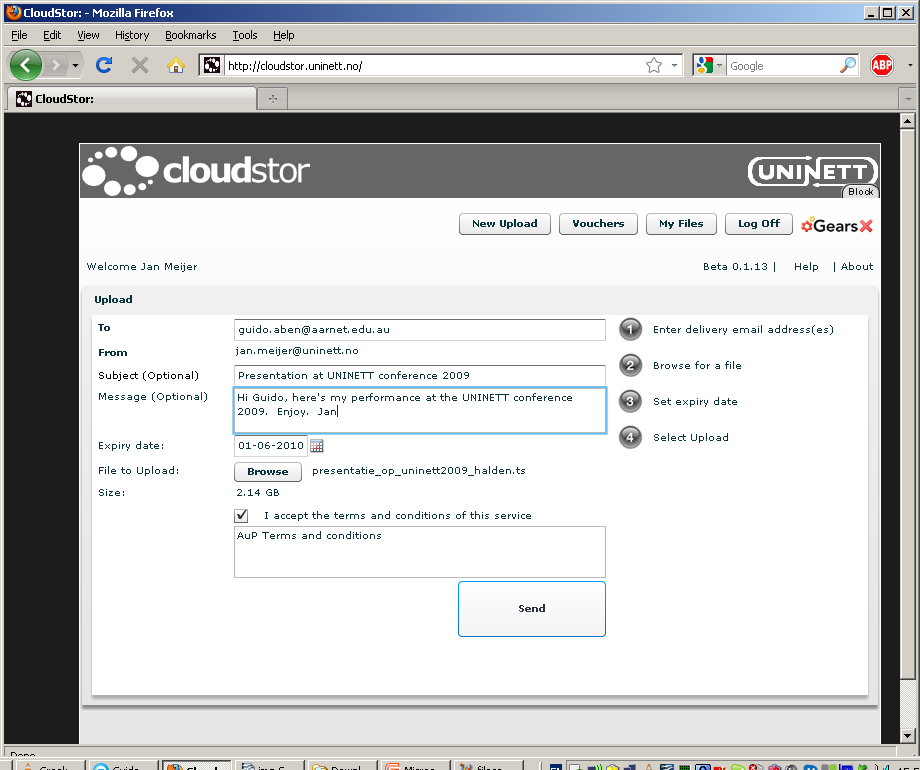 CloudStor: - Mozilla Firefox
File Edit View History Bookmarks Tools Help
http://cloudstor.uninett.no/
Google
ABP
CloudStor:
cloudstor
UNINETT
Block
New Upload Vouchers My Files Log Off Gears
Welcome Jan Meijer
Beta 0.1.13 | Help | About
Upload
To guido.aben@aarnet.edu.au
1 Enter delivery email address(es)
From jan.meijer@uninett.no
2 Browse for a file
Subject (Optional) Presentation at UNINETT conference 2009
Message (Optional) Hi Guido, here's my performance at the UNINETT conference
2009. Enjoy. Jan
3 Set expiry date
4 Select Upload
Expiry date: 01-06-2010
File to Upload: Browse presentatie_op_uninett2009_halden.ts
Size: 2.14 GB
I accept the terms and conditions of this service
AuP Terms and conditions
Send
Done